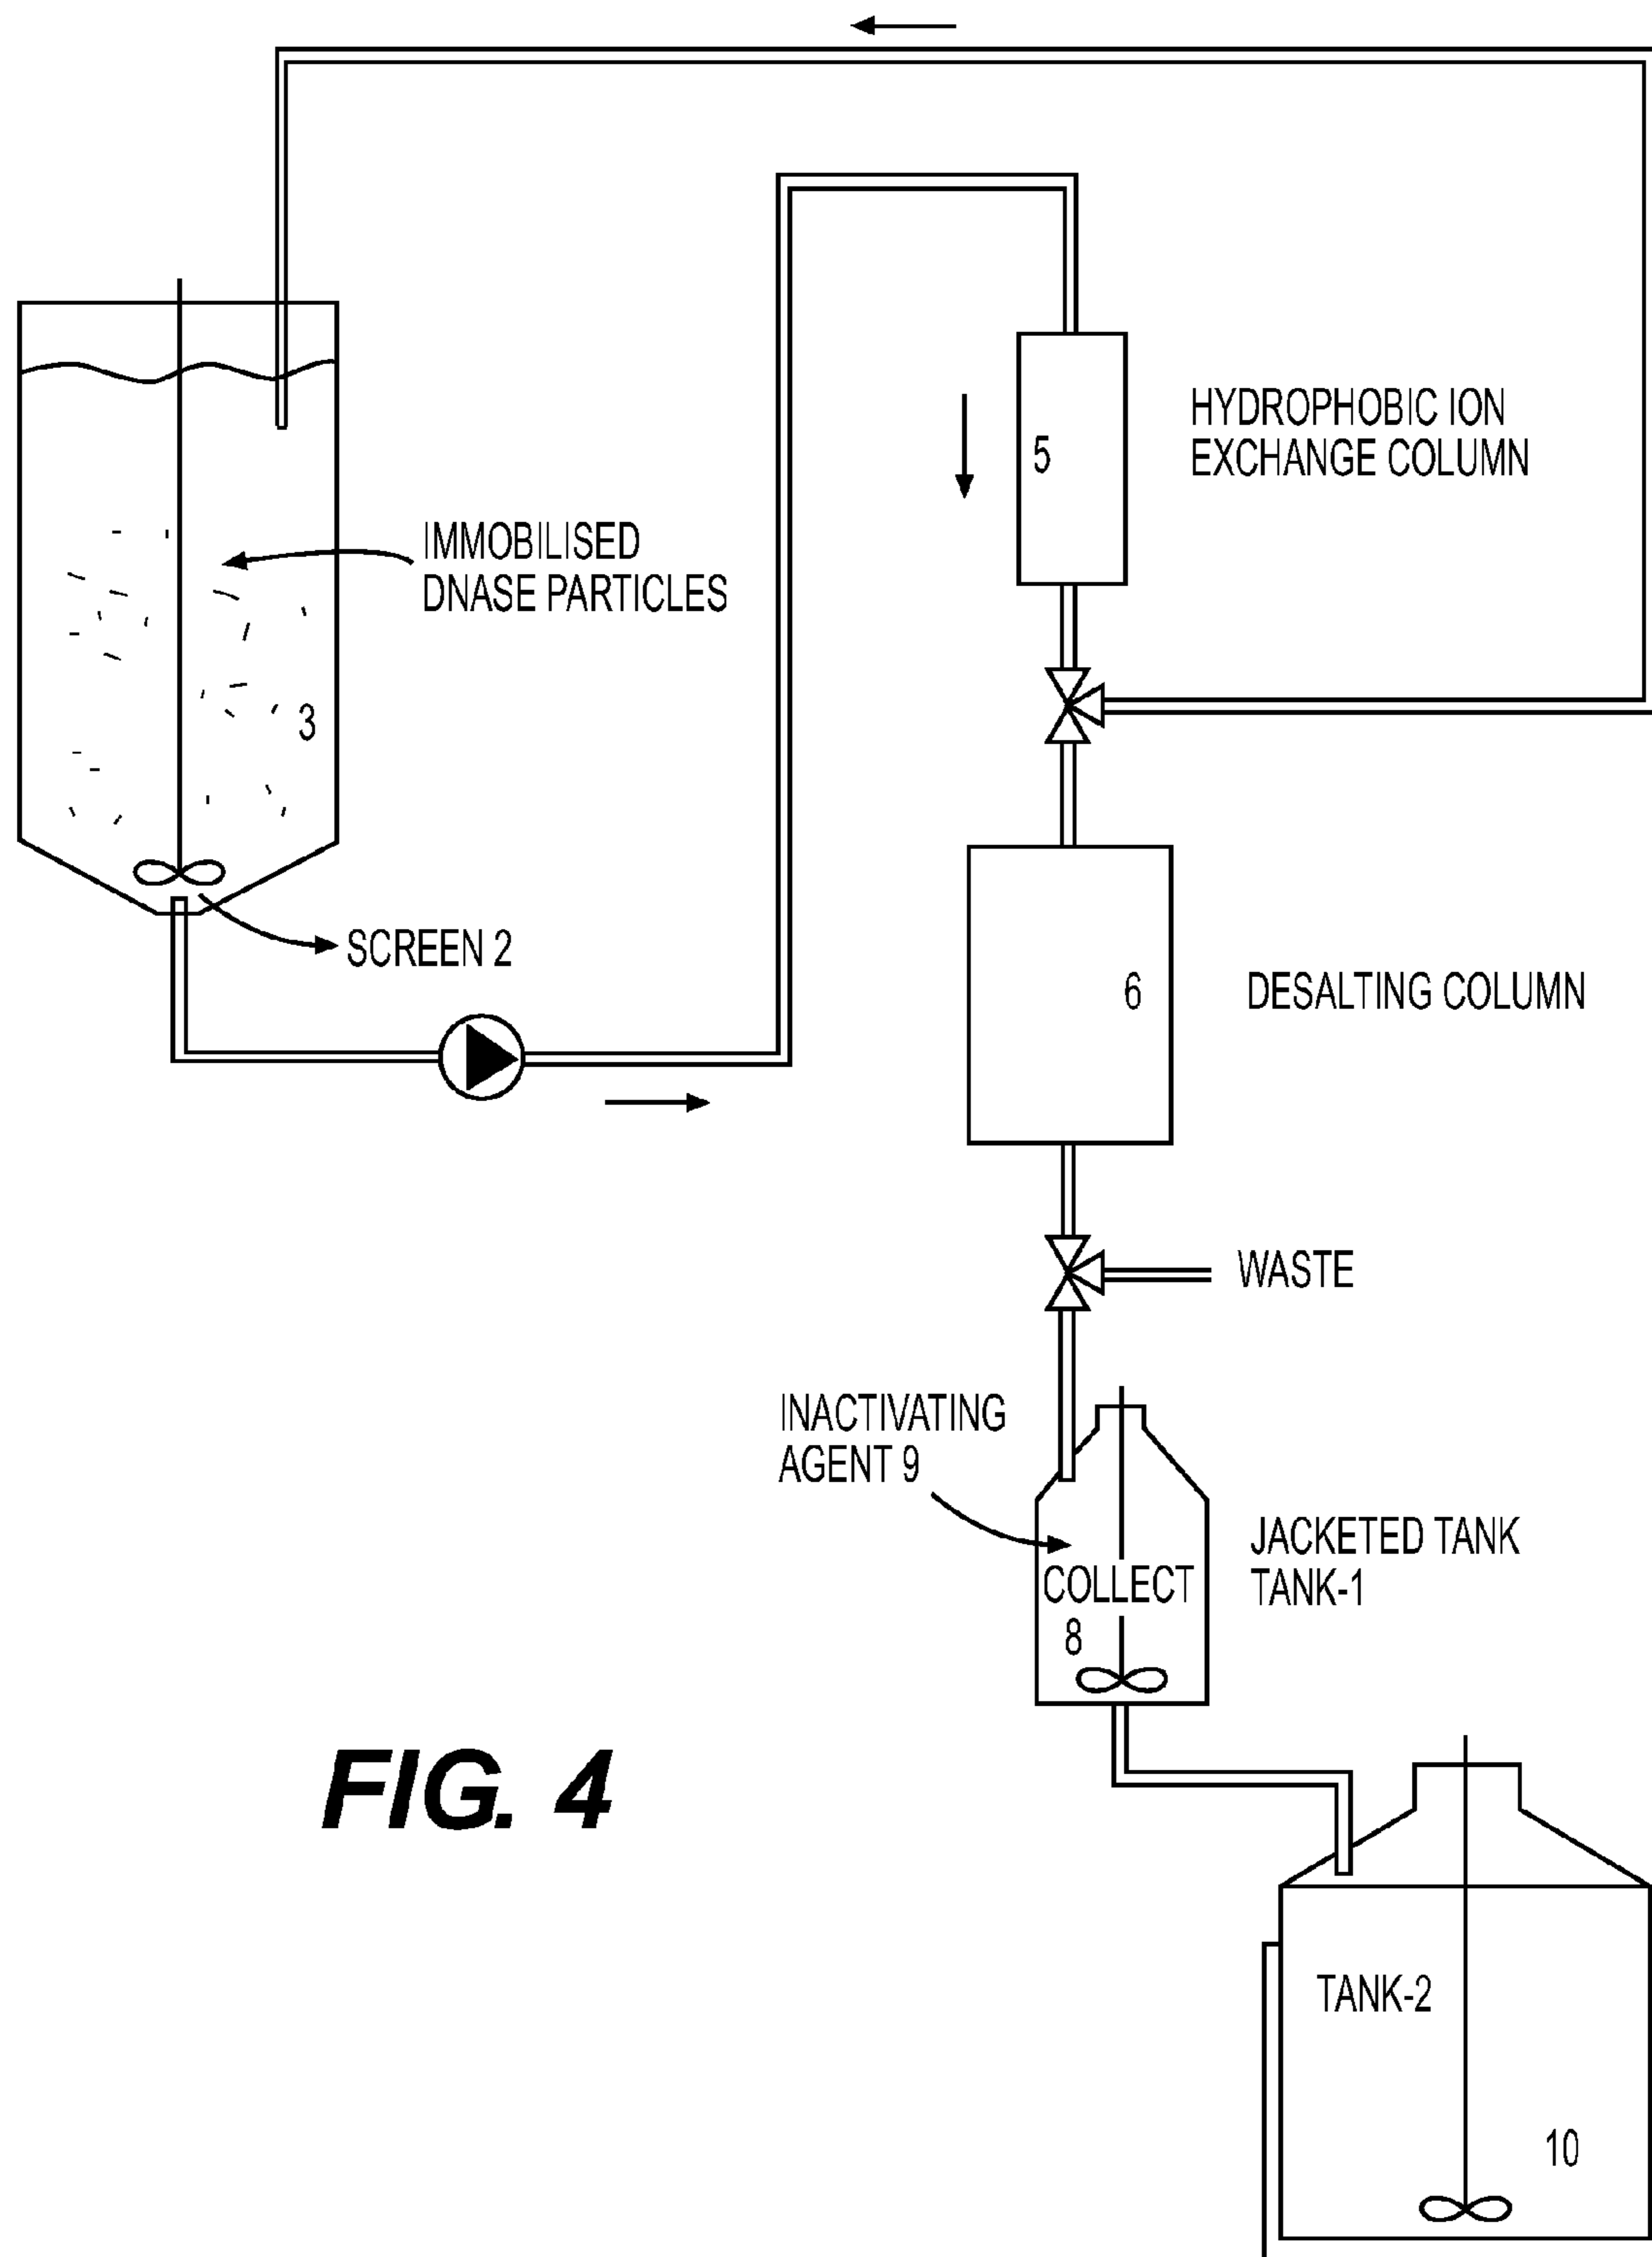 HYDROPHOBIC ION
EXCHANGE COLUMN
5
IMMOBILISED
DNASE PARTICLES
3
SCREEN 2
6
DESALTING COLUMN
WASTE
INACTIVATING
AGENT 9
COLLECT
8
JACKETED TANK
TANK-1
FIG. 4
TANK-2
10